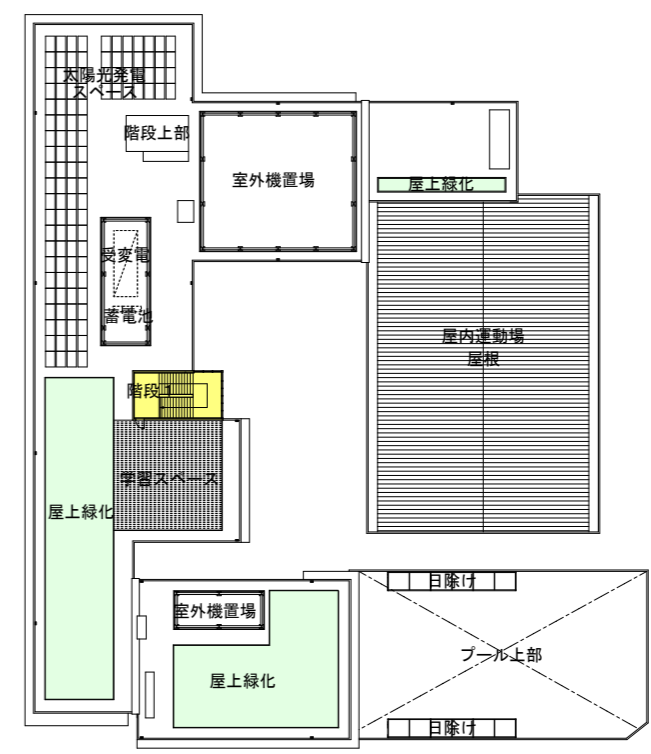 太陽光発電
スペース
階段上部
室外機置場
屋上緑化
受変電
蓄電池
屋内運動場
屋根
階段1
学習スペース
屋上緑化
日除け
室外機置場
プール上部
屋上緑化
日除け